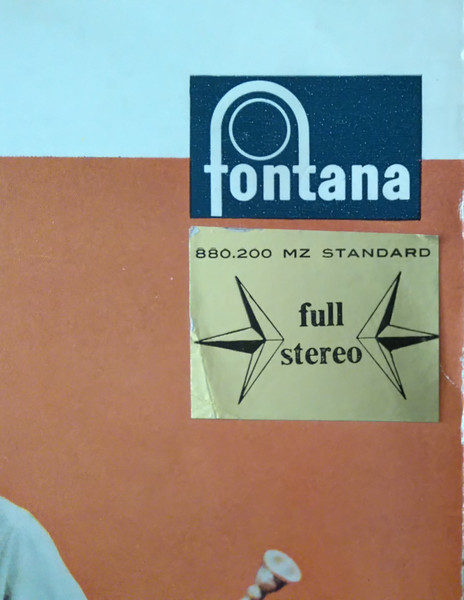 fontana
880.200 MZ STANDARD
full
stereo